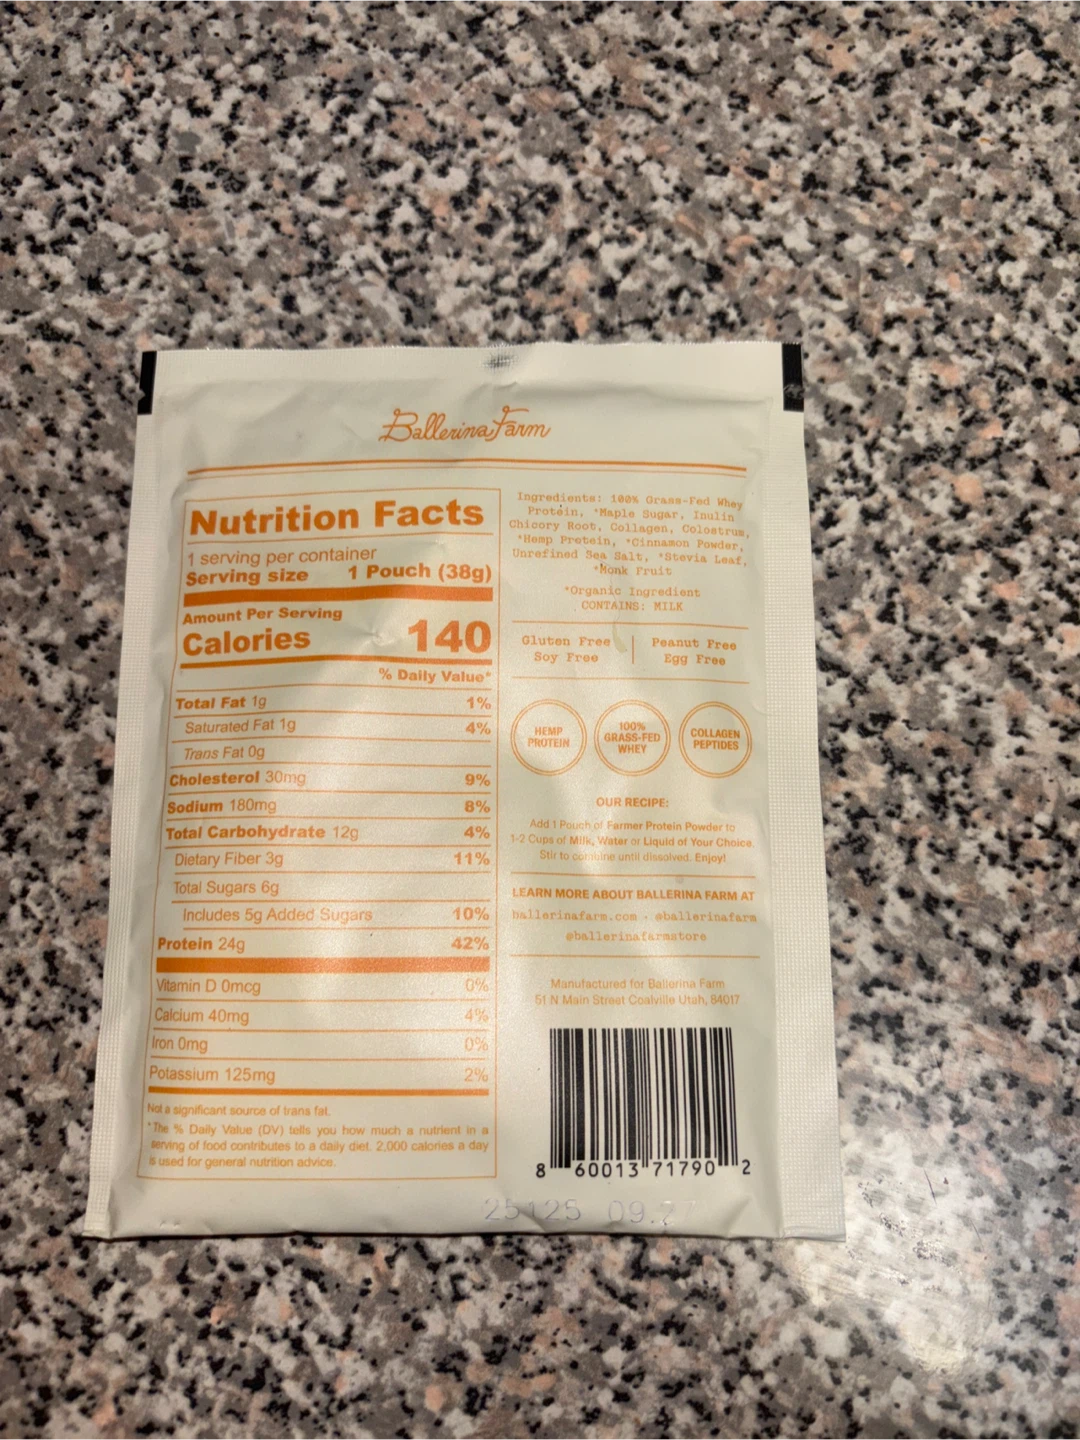 Ballerina Farm
Nutrition Facts
1 serving per container
Serving size 1 Pouch (38g)
Amount Per Serving
Calories 140
% Daily Value*
Total Fat 1g 1%
Saturated Fat 1g 4%
Trans Fat 0g
Cholesterol 30mg 9%
Sodium 180mg 8%
Total Carbohydrate 12g 4%
Dietary Fiber 3g 11%
Total Sugars 6g
Includes 5g Added Sugars 10%
Protein 24g 42%
Vitamin D 0mcg 0%
Calcium 40mg 4%
Iron 0mg 0%
Potassium 125mg 2%
Not a significant source of trans fat.
*The % Daily Value (DV) tells you how much a nutrient in a
serving of food contributes to a daily diet. 2,000 calories a day
is used for general nutrition advice.
Ingredients: 100% Grass-Fed Whey
Protein, *Maple Sugar, Inulin
Chicory Root, Collagen, Colostrum,
*Hemp Protein, *Cinnamon Powder,
Unrefined Sea Salt, *Stevia Leaf,
*Monk Fruit
*Organic Ingredient
CONTAINS: MILK
Gluten Free Peanut Free
Soy Free Egg Free
HEMP
PROTEIN
100%
GRASS-FED
WHEY
COLLAGEN
PEPTIDES
OUR RECIPE:
Add 1 Pouch of Farmer Protein Powder to
1-2 Cups of Milk, Water or Liquid of Your Choice.
Stir to combine until dissolved. Enjoy!
LEARN MORE ABOUT BALLERINA FARM AT
ballerinafarm.com - @ballerinafarm
@ballerinafarmstore
Manufactured for Ballerina Farm
51 N Main Street Coalville Utah, 84017
8 60013 71790 2
25125 09.27